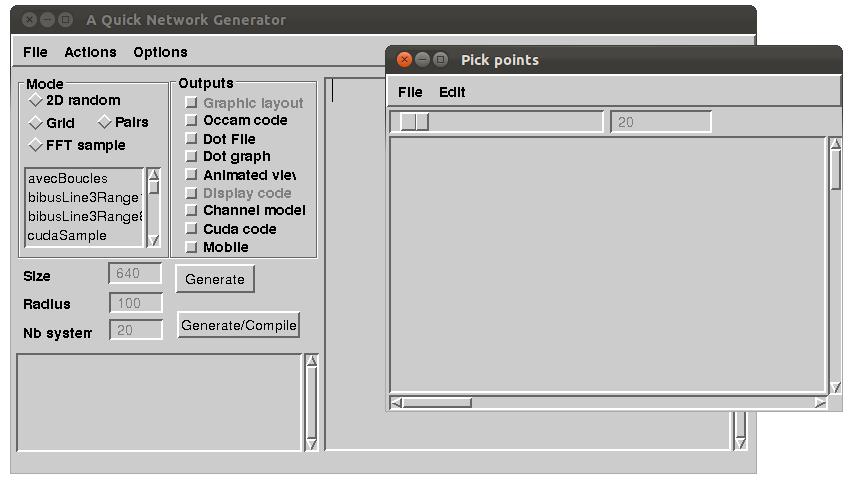 A Quick Network Generator
File Actions Options
Mode
2D random
Grid Pairs
FFT sample
avecBoucles
bibusLine3Range
bibusLine3Range
cudaSample
Outputs
Graphic layout
Occam code
Dot File
Dot graph
Animated view
Display code
Channel model
Cuda code
Mobile
Size 640
Radius 100
Nb system 20
Generate
Generate/Compile
Pick points
File Edit
20